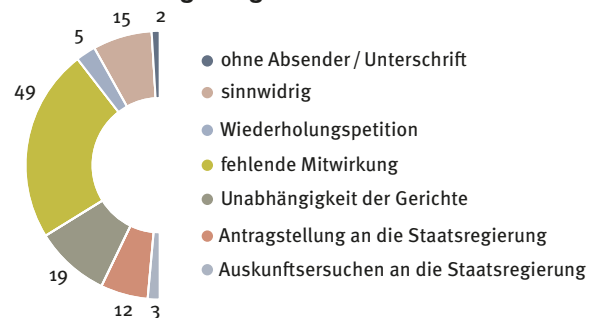 15
2
5
49
19
12
3
ohne Absender / Unterschrift
sinnwidrig
Wiederholungspetition
fehlende Mitwirkung
Unabhängigkeit der Gerichte
Antragstellung an die Staatsregierung
Auskunftsersuchen an die Staatsregierung